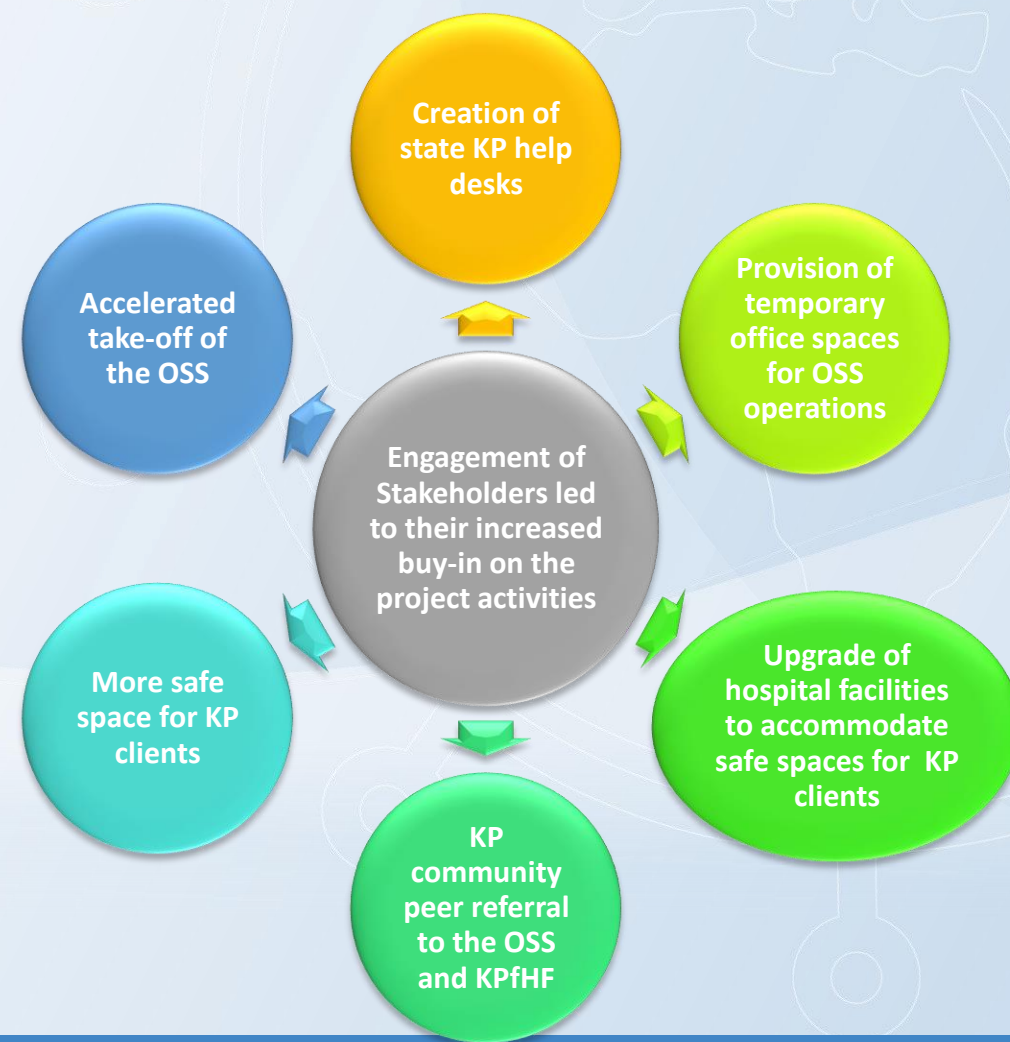 Creation of
state KP help
desks
Provision of
temporary
office spaces
for OSS
operations
Upgrade of
hospital facilities
to accommodate
safe spaces for  KP
clients
KP
community
peer referral
to the OSS
and KPfHF
More safe
space for KP
clients
Accelerated
take-off of
the OSS
Engagement of
Stakeholders led
to their increased
buy-in on the
project activities